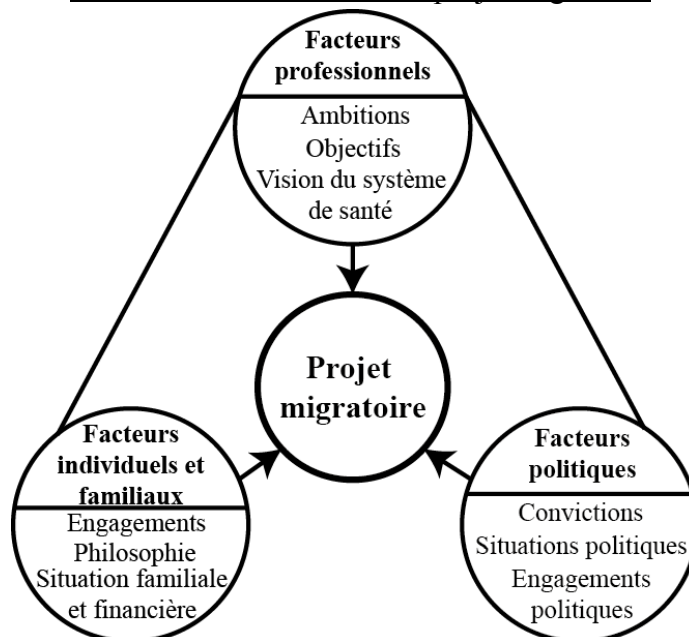 Facteurs
professionnels
Ambitions
Objectifs
Vision du système
de santé
Projet
migratoire
Facteurs
individuels et
familiaux
Engagements
Philosophie
Situation familiale
et financière
Facteurs
politiques
Convictions
Situations politiques
Engagements
politiques